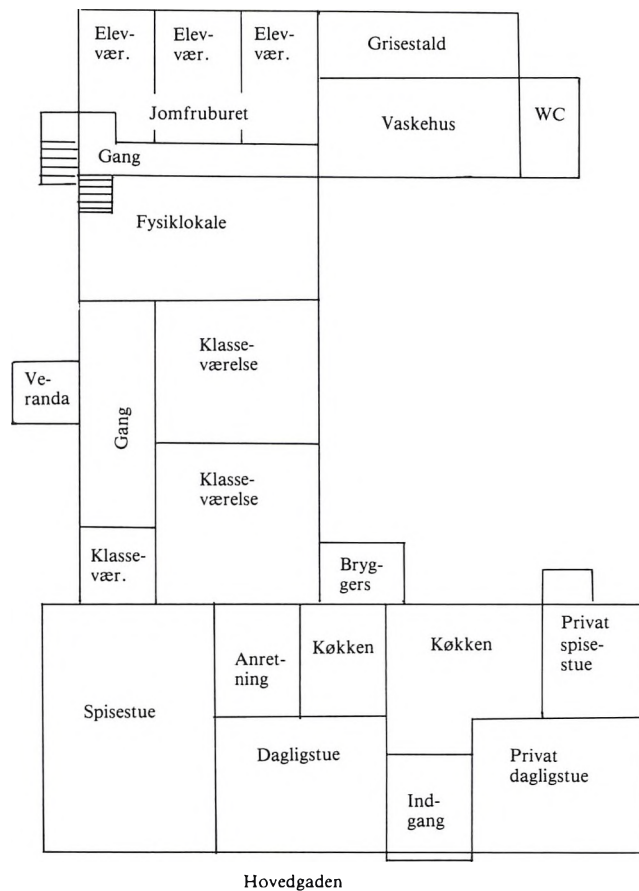 Elev-
vær.
Elev-
vær.
Elev-
vær.
Grisestald
Jomfruburet
Vaskehus
WC
Gang
Fysiklokale
Klasse-
værelse
Ve-
randa
Gang
Klasse-
værelse
Klasse-
vær.
Bryg-
gers
Privat
spise-
stue
Køkken
Køkken
Anret-
ning
Spisestue
Dagligstue
Privat
dagligstue
Ind-
gang
Hovedgaden